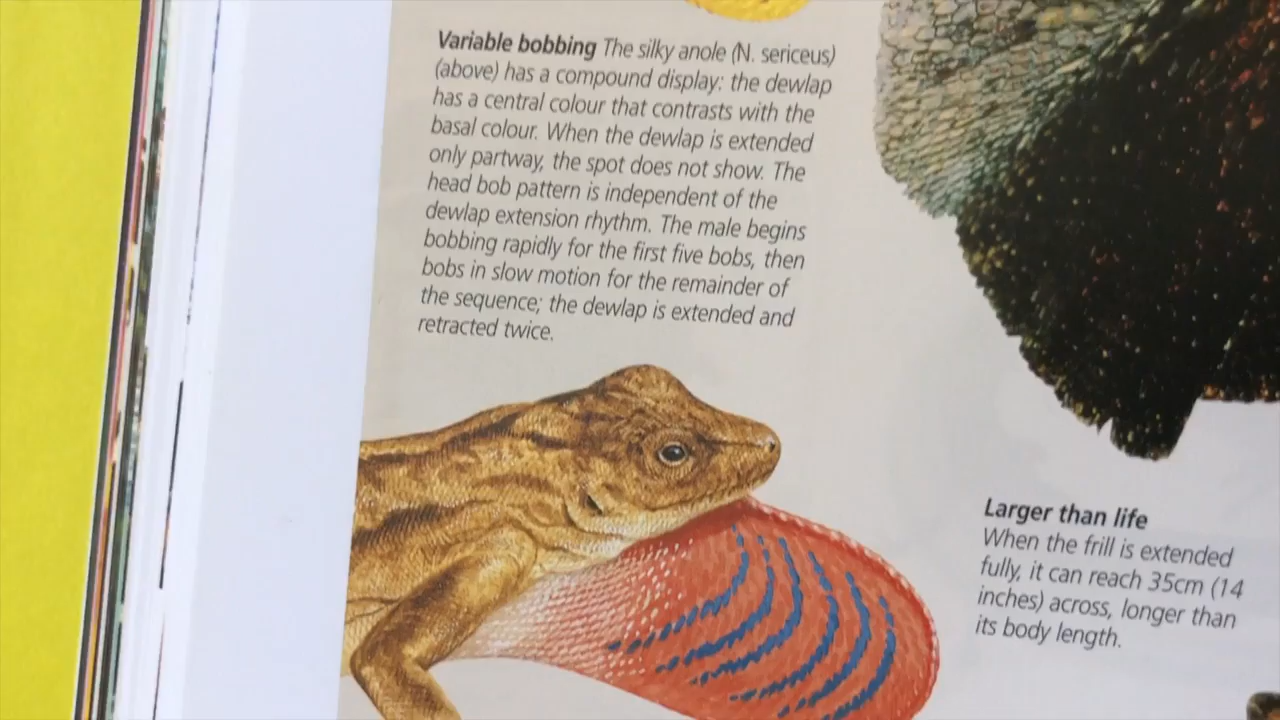 Variable bobbing The silky anole (N. sericeus)
(above) has a compound display: the dewlap
has a central colour that contrasts with the
basal colour. When the dewlap is extended
only partway, the spot does not show. The
head bob pattern is independent of the
dewlap extension rhythm. The male begins
bobbing rapidly for the first five bobs, then
bobs in slow motion for the remainder of
the sequence; the dewlap is extended and
retracted twice.
Larger than life
When the frill is extended
fully, it can reach 35cm (14
inches) across, longer than
its body length.